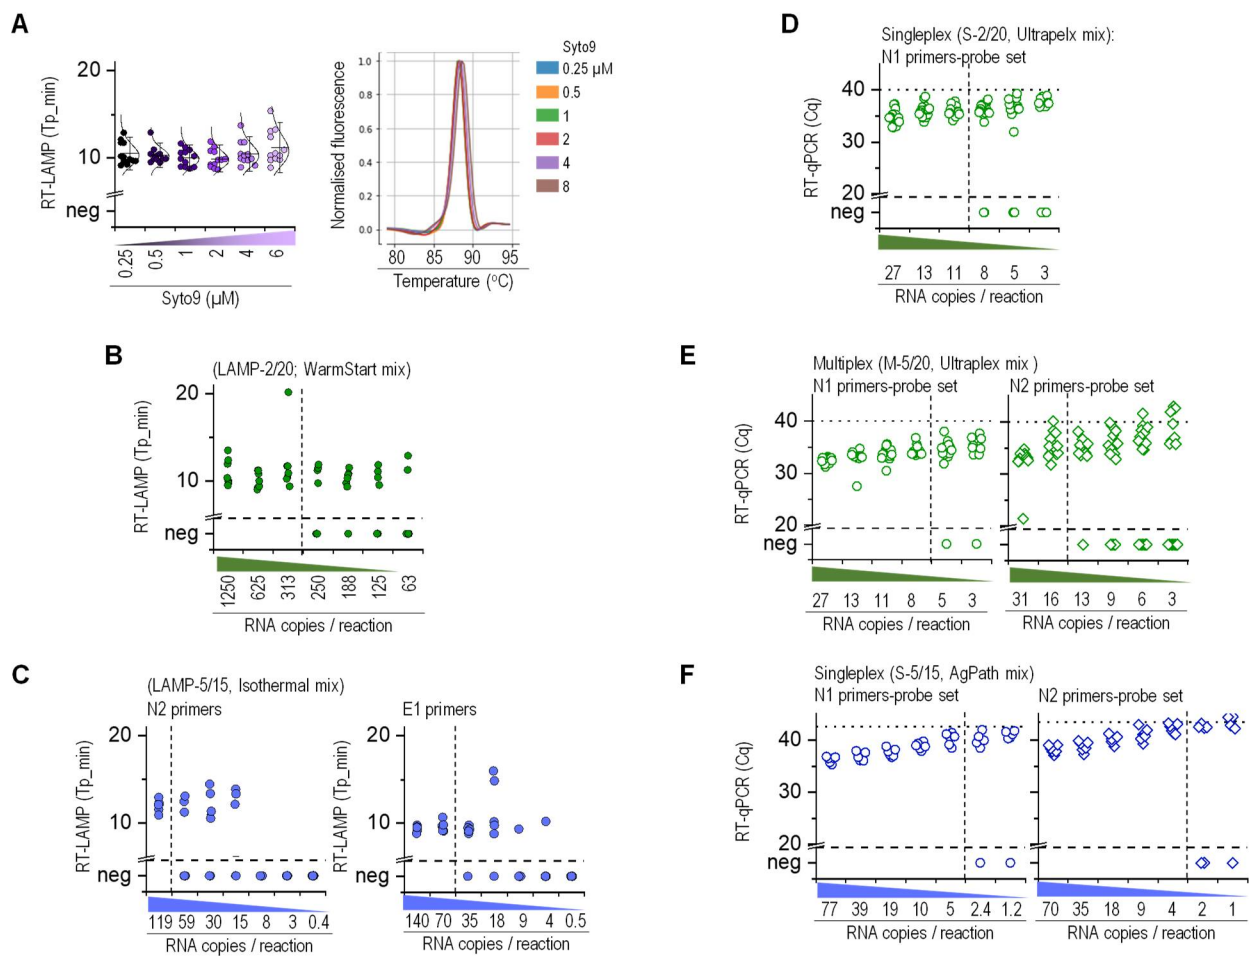 A
RT-LAMP (Tp_min)
20
10
neg
0.25
0.5
1
2
4
6
Syto9 (µM)
Normalised fluorescence
1.0
0.8
0.6
0.4
0.2
0.0
80
85
90
95
Temperature (ºC)
Syto9
0.25 µM
0.5
1
2
4
8
B
(LAMP-2/20; WarmStart mix)
RT-LAMP (Tp_min)
20
10
neg
1250
625
313
250
188
125
63
RNA copies / reaction
C
(LAMP-5/15, Isothermal mix)
N2 primers
RT-LAMP (Tp_min)
20
10
neg
119 59 30 15 8 3 0.4
RNA copies / reaction
E1 primers
RT-LAMP (Tp_min)
20
10
neg
140 70 35 18 9 4 0.5
RNA copies / reaction
D
Singleplex (S-2/20, Ultrapelx mix):
N1 primers-probe set
RT-qPCR (Cq)
40
30
20
neg
27 13 11 8 5 3
RNA copies / reaction
E
Multiplex (M-5/20, Ultraplex mix )
N1 primers-probe set
RT-qPCR (Cq)
40
30
20
neg
27 13 11 8 5 3
RNA copies / reaction
N2 primers-probe set
40
30
20
31 16 13 9 6 3
RNA copies / reaction
F
Singleplex (S-5/15, AgPath mix)
N1 primers-probe set
RT-qPCR (Cq)
40
30
20
neg
77 39 19 10 5 2.4 1.2
RNA copies / reaction
N2 primers-probe set
40
30
20
70 35 18 9 4 2 1
RNA copies / reaction